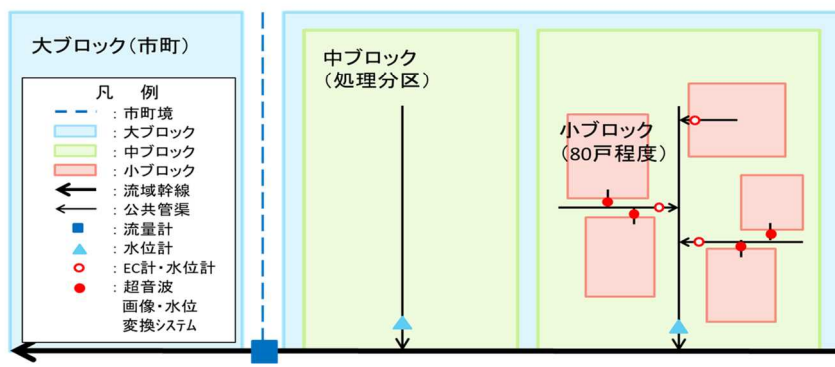 大ブロック（市町）
凡　例
：市町境
：大ブロック
：中ブロック
：小ブロック
：流域幹線
：公共管渠
：流量計
：水位計
：EC計・水位計
：超音波
画像・水位
変換システム
中ブロック
（処理分区）
小ブロック
（80戸程度）